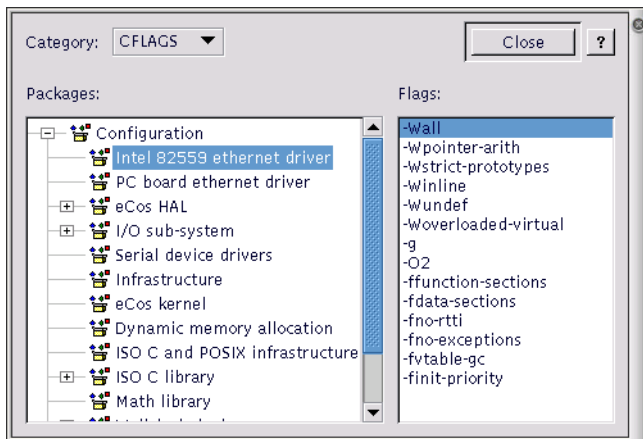 Category: CFLAGS Close ?
Packages: Flags:
Configuration
Intel 82559 ethernet driver
PC board ethernet driver
eCos HAL
I/O sub-system
Serial device drivers
Infrastructure
eCos kernel
Dynamic memory allocation
ISO C and POSIX infrastructure
ISO C library
Math library
-Wall
-Wpointer-arith
-Wstrict-prototypes
-Winline
-Wundef
-Woverloaded-virtual
-g
-O2
-ffunction-sections
-fdata-sections
-fno-rtti
-fno-exceptions
-fvtable-gc
-finit-priority